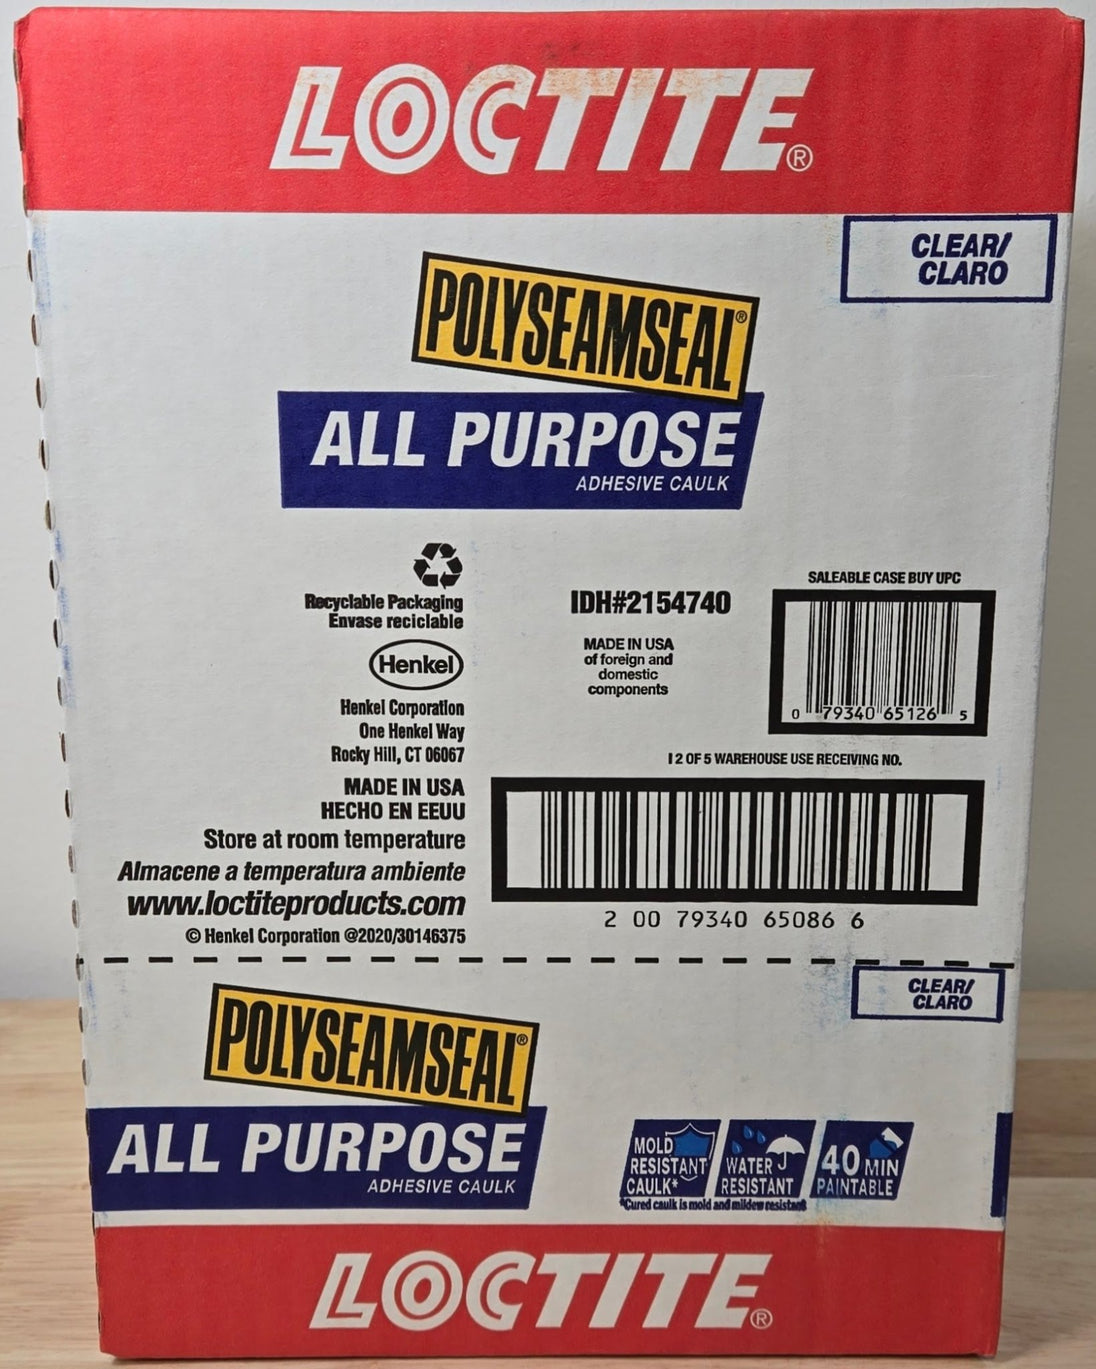 LOCTITE®
CLEAR/
CLARO
POLYSEAMSEAL®
ALL PURPOSE
ADHESIVE CAULK
Recyclable Packaging
Envase reciclable
Henkel
Henkel Corporation
One Henkel Way
Rocky Hill, CT 06067
MADE IN USA
HECHO EN EEUU
Store at room temperature
Almacene a temperatura ambiente
www.loctiteproducts.com
© Henkel Corporation @2020/30146375
IDH#2154740
MADE IN USA
of foreign and
domestic
components
SALEABLE CASE BUY UPC
0 79340 65126 5
I 2 OF 5 WAREHOUSE USE RECEIVING NO.
2 00 79340 65086 6
CLEAR/
CLARO
POLYSEAMSEAL®
ALL PURPOSE
ADHESIVE CAULK
MOLD
RESISTANT
CAULK*
WATER
RESISTANT
40 MIN
PAINTABLE
*Cured caulk is mold and mildew resistant
LOCTITE®